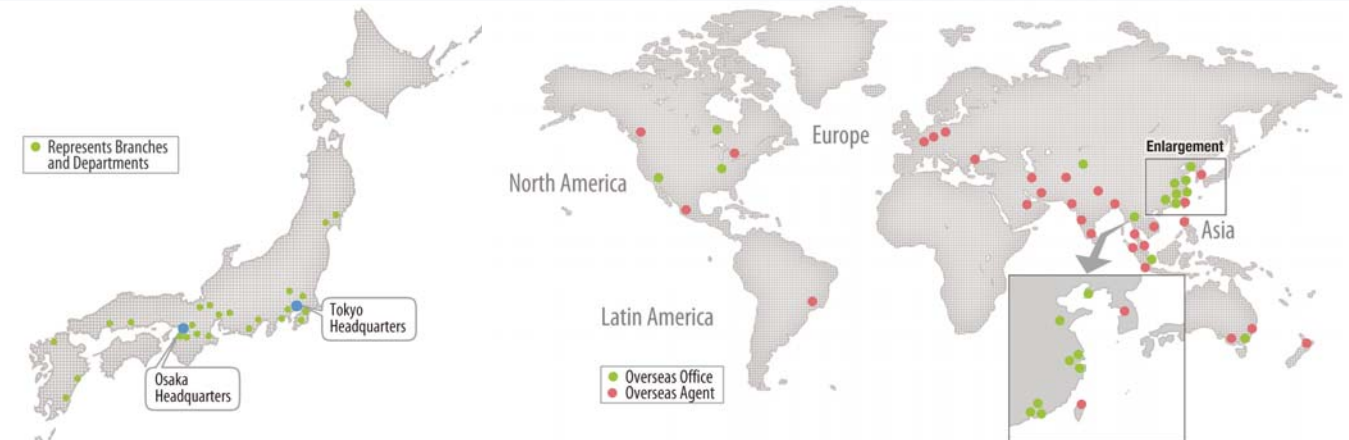 Represents Branches
and Departments
Tokyo
Headquarters
Osaka
Headquarters
North America
Europe
Enlargement
Asia
Latin America
Overseas Office
Overseas Agent